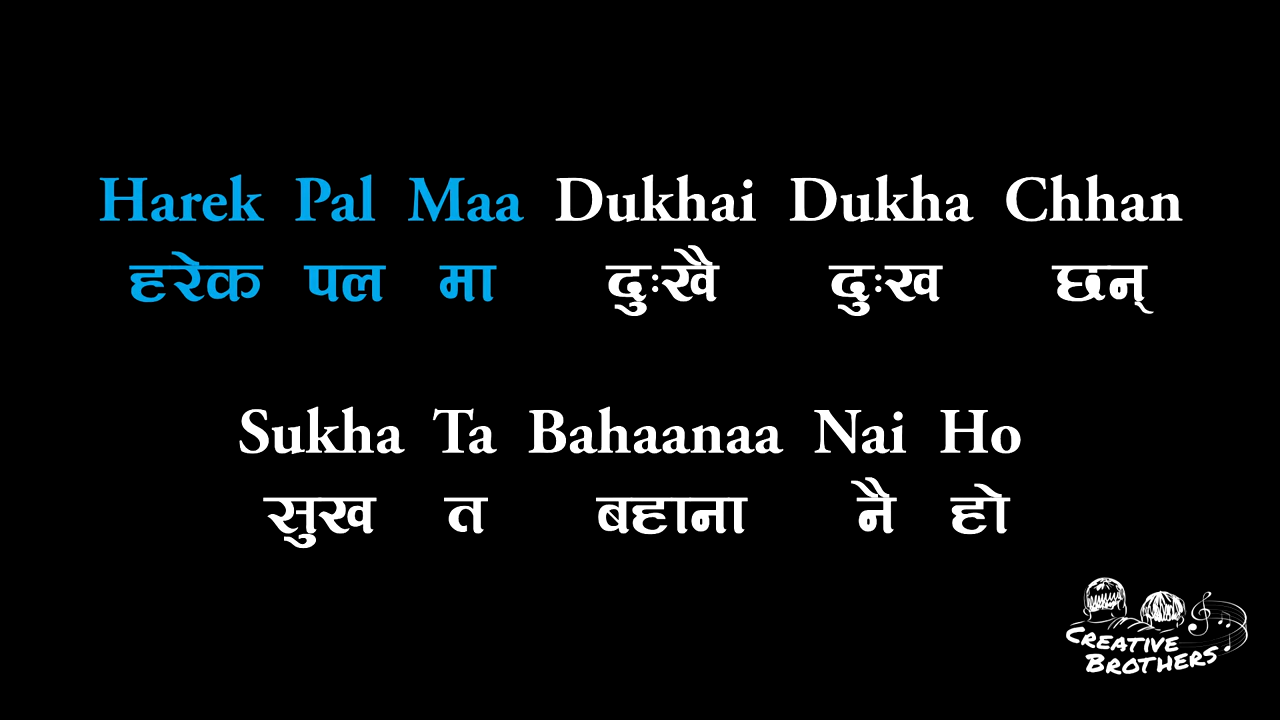 Harek Pal Maa Dukhai Dukha Chhan
हरेक पल मा दुःखै दुःख छन्
Sukha Ta Bahaanaa Nai Ho
सुख त बहाना नै हो
CREATIVE
BROTHERS